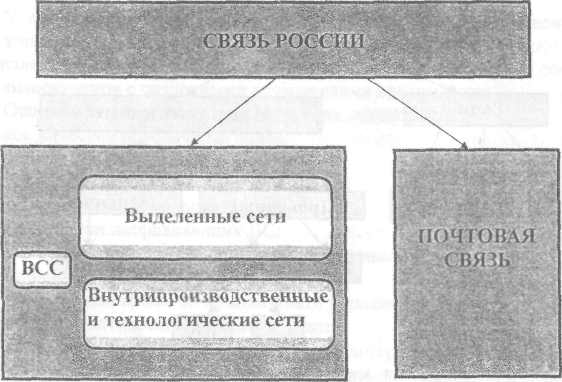 СВЯЗЬ РОССИИ
Выделенные сети
ВСС
Внутрипроизводственные
и технологические сети
ПОЧТОВАЯ
СВЯЗЬ